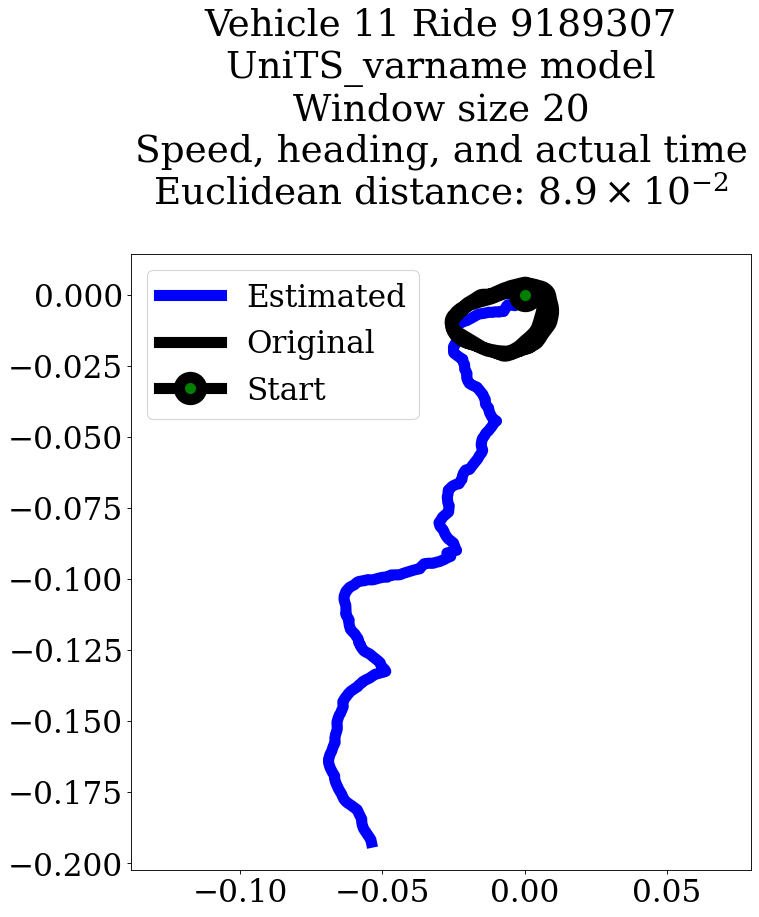 Vehicle 11 Ride 9189307
UniTS_varname model
Window size 20
Speed, heading, and actual time
Euclidean distance: 8.9 × 10⁻²
Estimated
Original
Start
0.000
−0.025
−0.050
−0.075
−0.100
−0.125
−0.150
−0.175
−0.200
−0.10 −0.05 0.00 0.05